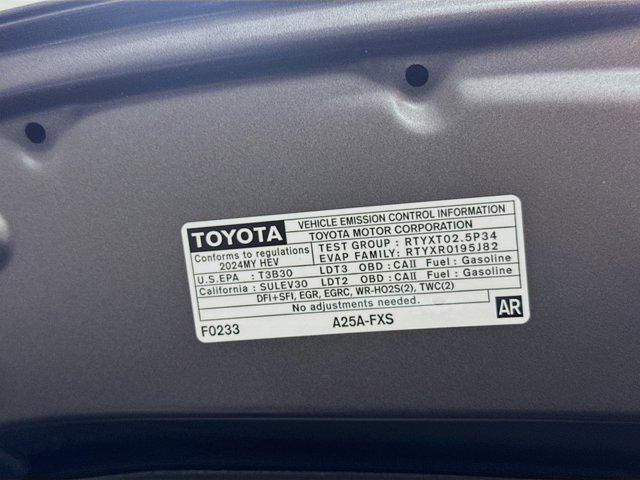 TOYOTA VEHICLE EMISSION CONTROL INFORMATION
TOYOTA MOTOR CORPORATION
Conforms to regulations TEST GROUP : RTYXT02.5P34
2024MY HEV EVAP FAMILY: RTYXR0195J82
U.S.EPA : T3B30 LDT3 OBD : CAII Fuel : Gasoline
California : SULEV30 LDT2 OBD : CAII Fuel : Gasoline
DFI+SFI, EGR, EGRC, WR-HO2S(2), TWC(2)
No adjustments needed.
F0233 A25A-FXS AR